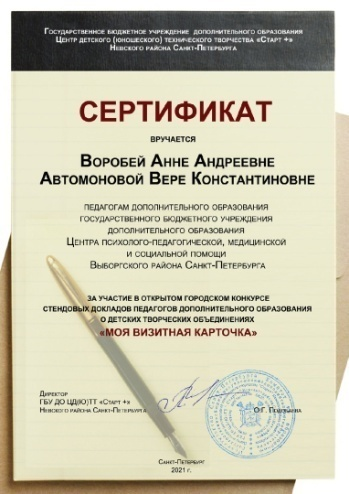 Государственное бюджетное учреждение дополнительного образования
Центр детского (юношеского) технического творчества «Старт +»
Невского района Санкт-Петербурга
СЕРТИФИКАТ
ВРУЧАЕТСЯ
Воробей Анне Андреевне
Автомоновой Вере Константиновне
педагогам дополнительного образования
государственного бюджетного учреждения
дополнительного образования
Центра психолого-педагогической, медицинской
и социальной помощи
Выборгского района Санкт-Петербурга
за участие в открытом городском конкурсе
стендовых докладов педагогов дополнительного образования
о детских творческих объединениях
«МОЯ ВИЗИТНАЯ КАРТОЧКА»
Директор
ГБУ ДО ЦД(Ю)ТТ «Старт +»
Невского района Санкт-Петербурга
О.Г.
Санкт-Петербург
2021 г.